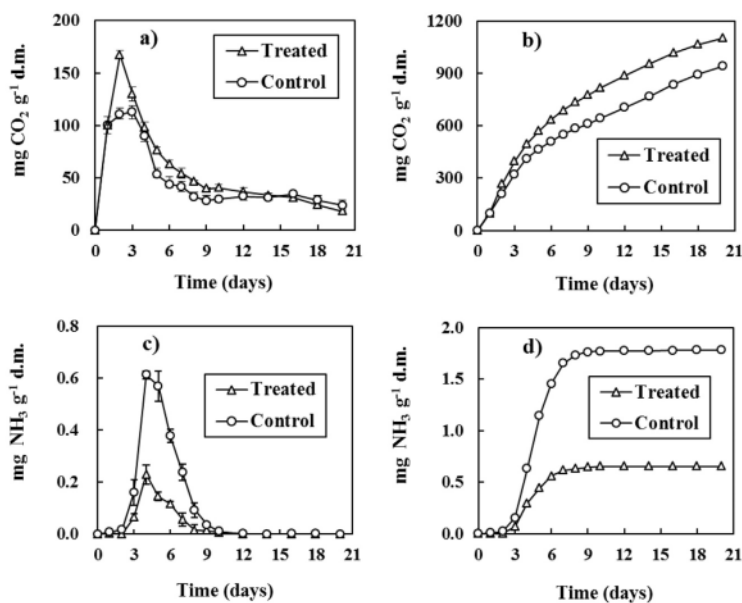 a)
Treated
Control
mg CO₂ g⁻¹ d.m.
200
150
100
50
0
0 3 6 9 12 15 18 21
Time (days)
b)
Treated
Control
mg CO₂ g⁻¹ d.m.
1200
900
600
300
0
0 3 6 9 12 15 18 21
Time (days)
c)
Treated
Control
mg NH₃ g⁻¹ d.m.
0.8
0.6
0.4
0.2
0.0
0 3 6 9 12 15 18 21
Time (days)
d)
Treated
Control
mg NH₃ g⁻¹ d.m.
2.0
1.5
1.0
0.5
0.0
0 3 6 9 12 15 18 21
Time (days)